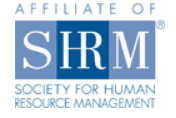 AFFILIATE OF
SHRM®
SOCIETY FOR HUMAN
RESOURCE MANAGEMENT